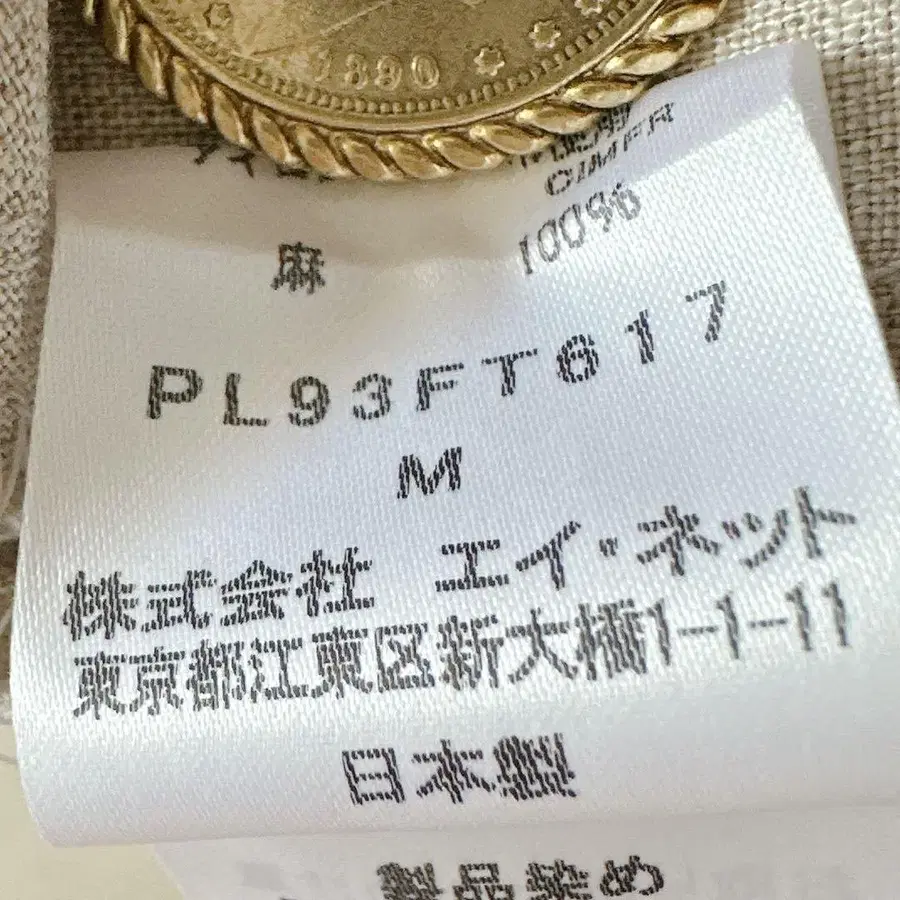 1890
100%
麻
PL93FT617
M
株式会社 エイ・ネット
東京都江東区新大橋1-1-11
日本製
製品染め